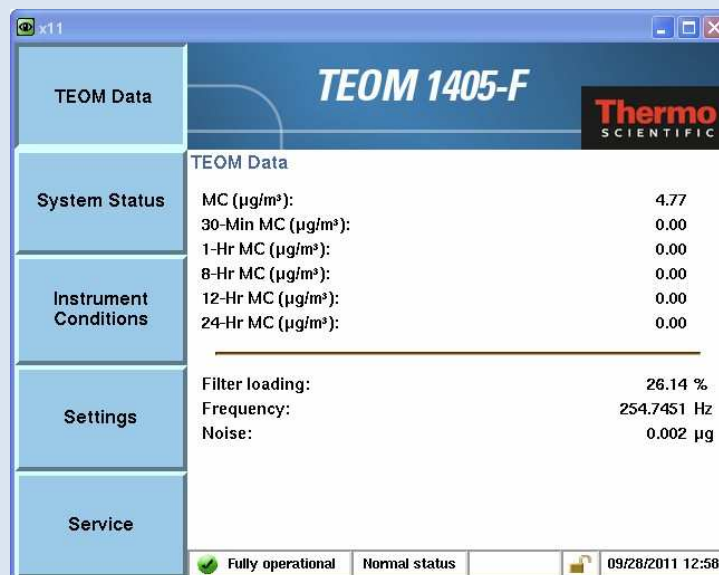 x11
TEOM Data
TEOM 1405-F
Thermo
SCIENTIFIC
TEOM Data
System Status
MC (µg/m³): 4.77
30-Min MC (µg/m³): 0.00
1-Hr MC (µg/m³): 0.00
8-Hr MC (µg/m³): 0.00
12-Hr MC (µg/m³): 0.00
24-Hr MC (µg/m³): 0.00
Instrument
Conditions
Filter loading: 26.14 %
Frequency: 254.7451 Hz
Noise: 0.002 µg
Settings
Service
Fully operational Normal status 09/28/2011 12:58